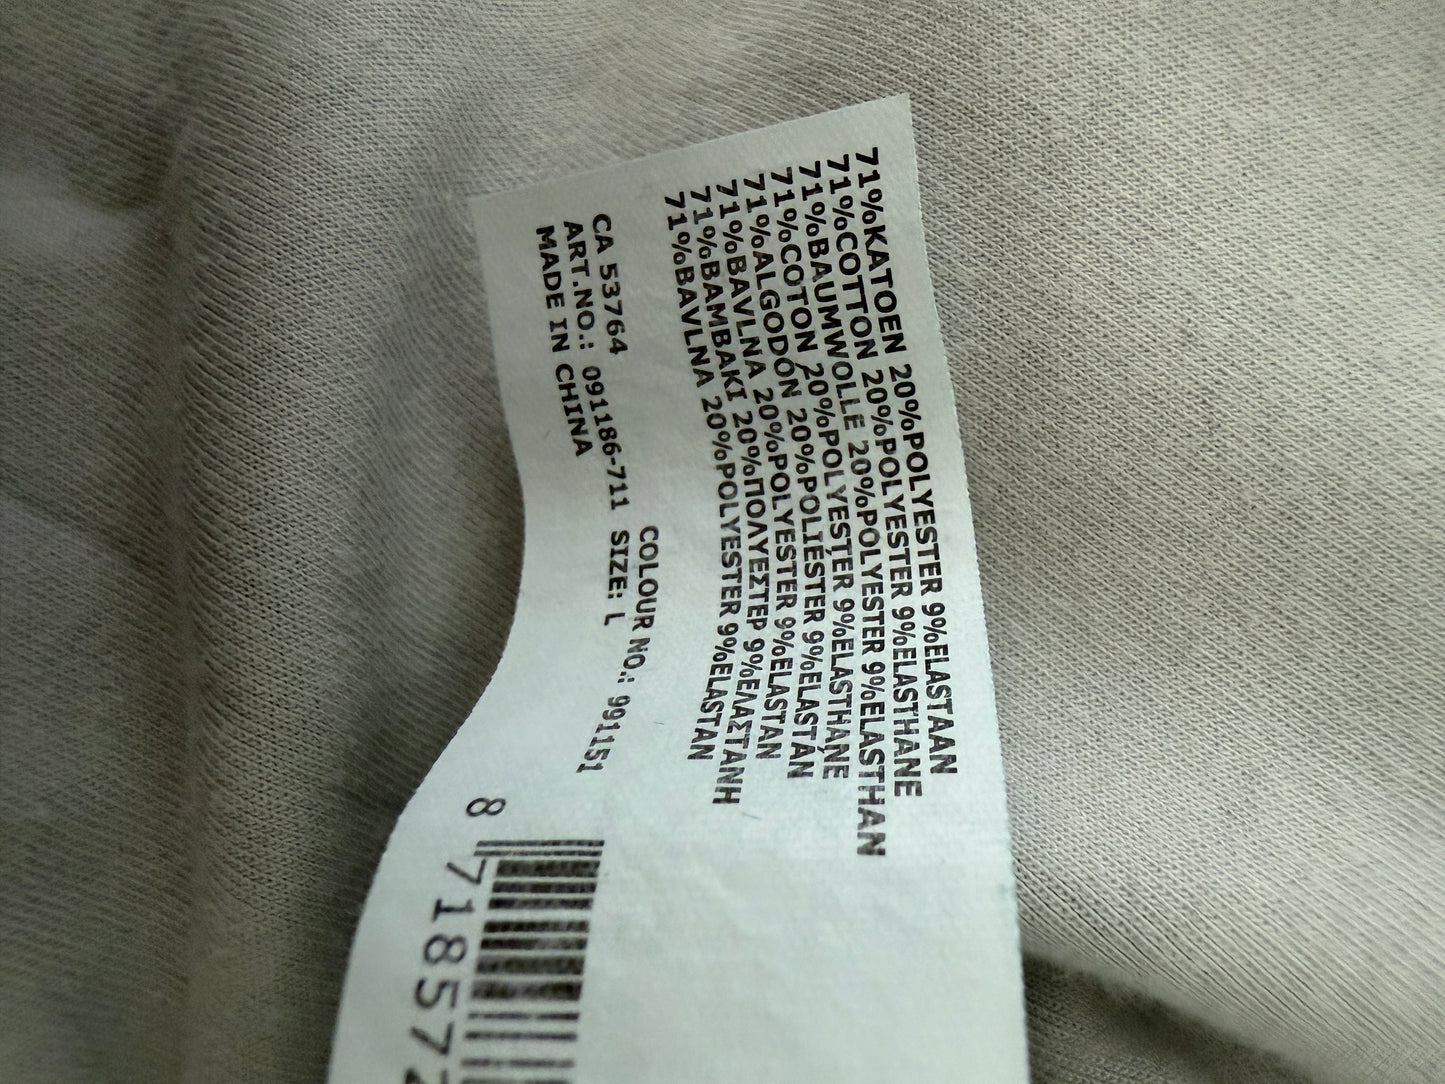 71%KATOEN 20%POLYESTER 9%ELASTAAN
71%COTTON 20%POLYESTER 9%ELASTHANE
71%BAUMWOLLE 20%POLYESTER 9%ELASTHAN
71%COTON 20%POLYESTER 9%ELASTHANE
71%ALGODÓN 20%POLIÉSTER 9%ELASTÁN
71%BAVLNA 20%POLYESTER 9%ELASTAN
71%BAMBAKI 20%ΠΟΛΥΕΣΤΕΡ 9%ΕΛΑΣΤΑΝΗ
71%BAVLNA 20%POLYESTER 9%ELASTAN
COLOUR NO.: 991151
CA 53764
ART.NO.: 091186-711 SIZE: L
MADE IN CHINA
8 71857